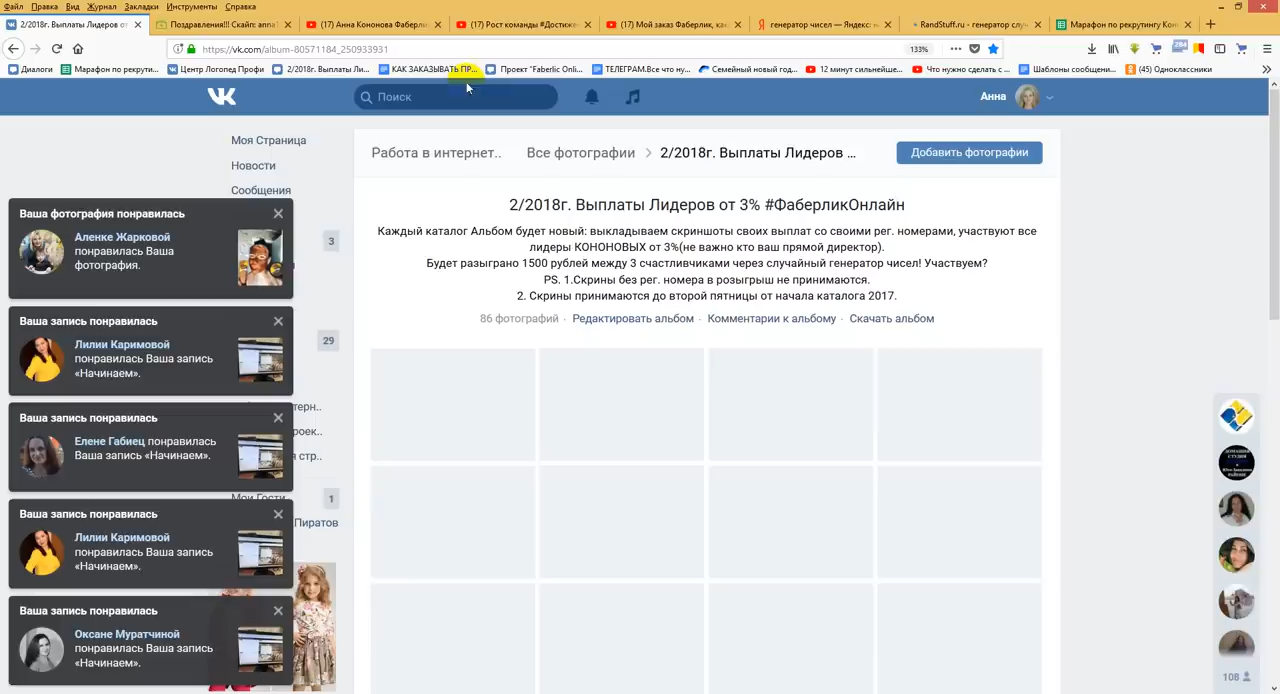 Файл Правка Вид Журнал Закладки Инструменты Справка
2/2018г. Выплаты Лидеров от
Поздравления!!! Скайп: anna1
(17) Анна Кононова Фаберли
(17) Рост команды #Достиже
(17) Мой заказ Фаберлик, ка
генератор чисел — Яндекс: н
RandStuff.ru - генератор слу
Марафон по рекрутингу Кон
https://vk.com/album-80571184_250933931
133%
284
Диалоги
Марафон по рекрути...
Центр Логопед Профи
2/2018г. Выплаты Ли...
КАК ЗАКАЗЫВАТЬ ПР...
Проект "Faberlic Onli...
ТЕЛЕГРАМ.Все что ну...
Семейный новый год...
12 минут сильнейше...
Что нужно сделать с ...
Шаблоны сообщени...
(45) Одноклассники
Поиск
Анна
Моя Страница
Новости
Сообщения
3
29
терн..
роек..
я стр..
Мои Гости
1
Пиратов
Ваша фотография понравилась
Аленке Жарковой
понравилась Ваша
фотография.
Ваша запись понравилась
Лилии Каримовой
понравилась Ваша запись
«Начинаем».
Ваша запись понравилась
Елене Габиец понравилась
Ваша запись «Начинаем».
Ваша запись понравилась
Лилии Каримовой
понравилась Ваша запись
«Начинаем».
Ваша запись понравилась
Оксане Муратчиной
понравилась Ваша запись
«Начинаем».
Работа в интернет.. Все фотографии 2/2018г. Выплаты Лидеров ...
Добавить фотографии
2/2018г. Выплаты Лидеров от 3% #ФаберликОнлайн
Каждый каталог Альбом будет новый: выкладываем скриншоты своих выплат со своими рег. номерами, участвуют все
лидеры КОНОНОВЫХ от 3%(не важно кто ваш прямой директор).
Будет разыграно 1500 рублей между 3 счастливчиками через случайный генератор чисел! Участвуем?
PS. 1.Скрины без рег. номера в розыгрыш не принимаются.
2. Скрины принимаются до второй пятницы от начала каталога 2017.
86 фотографий · Редактировать альбом · Комментарии к альбому · Скачать альбом
108